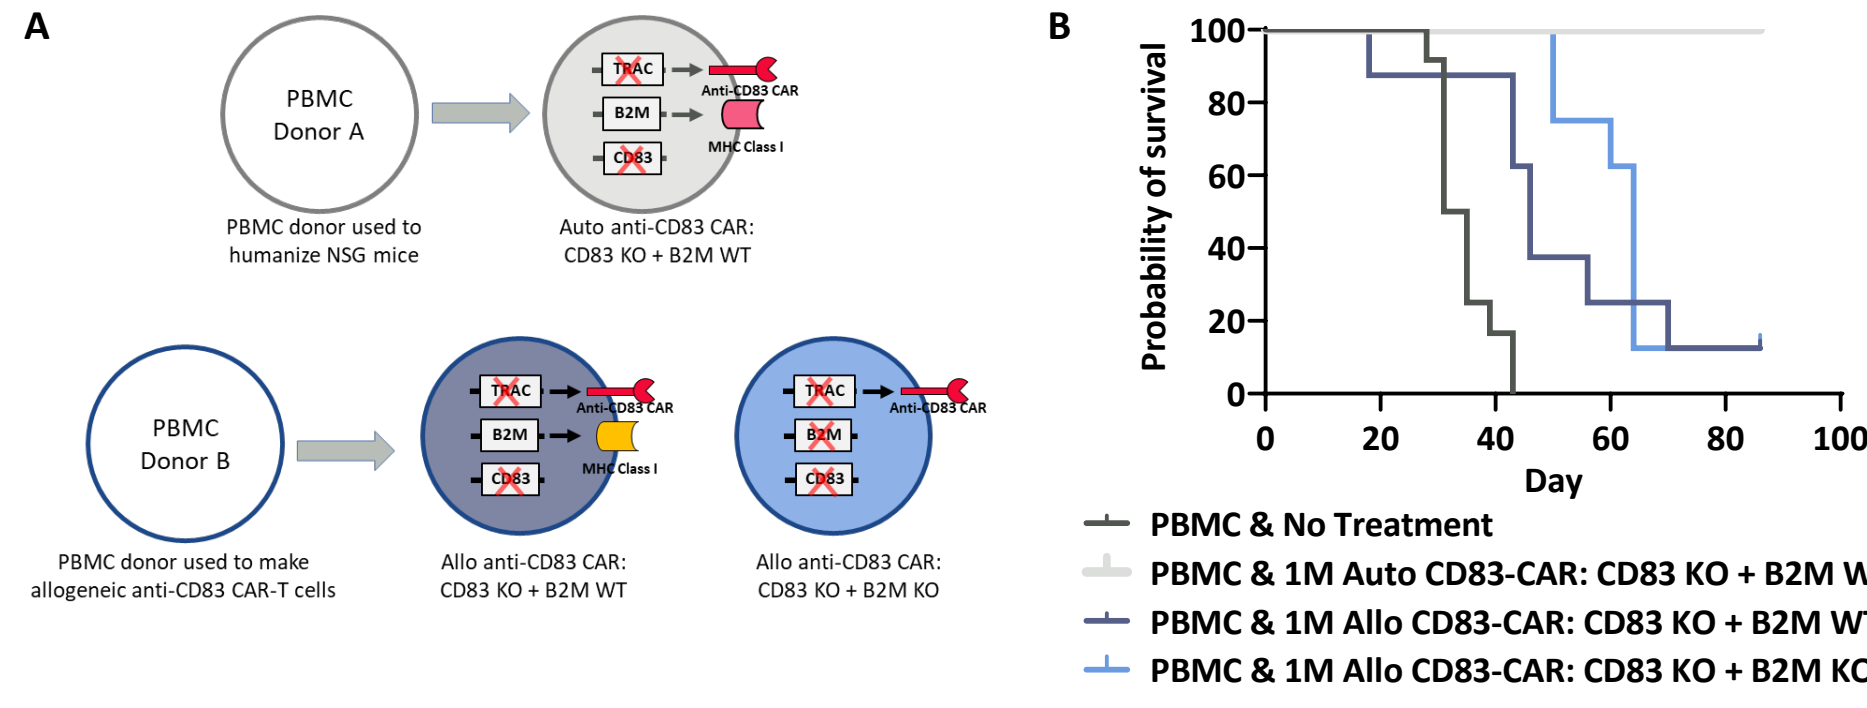 A
PBMC
Donor A
TRAC
Anti-CD83 CAR
B2M
MHC Class I
CD83
PBMC donor used to
humanize NSG mice
Auto anti-CD83 CAR:
CD83 KO + B2M WT
PBMC
Donor B
TRAC
Anti-CD83 CAR
B2M
MHC Class I
CD83
TRAC
Anti-CD83 CAR
B2M
CD83
PBMC donor used to make
allogeneic anti-CD83 CAR-T cells
Allo anti-CD83 CAR:
CD83 KO + B2M WT
Allo anti-CD83 CAR:
CD83 KO + B2M KO
B
Probability of survival
100
80
60
40
20
0
0 20 40 60 80 100
Day
PBMC & No Treatment
PBMC & 1M Auto CD83-CAR: CD83 KO + B2M W
PBMC & 1M Allo CD83-CAR: CD83 KO + B2M WT
PBMC & 1M Allo CD83-CAR: CD83 KO + B2M KO